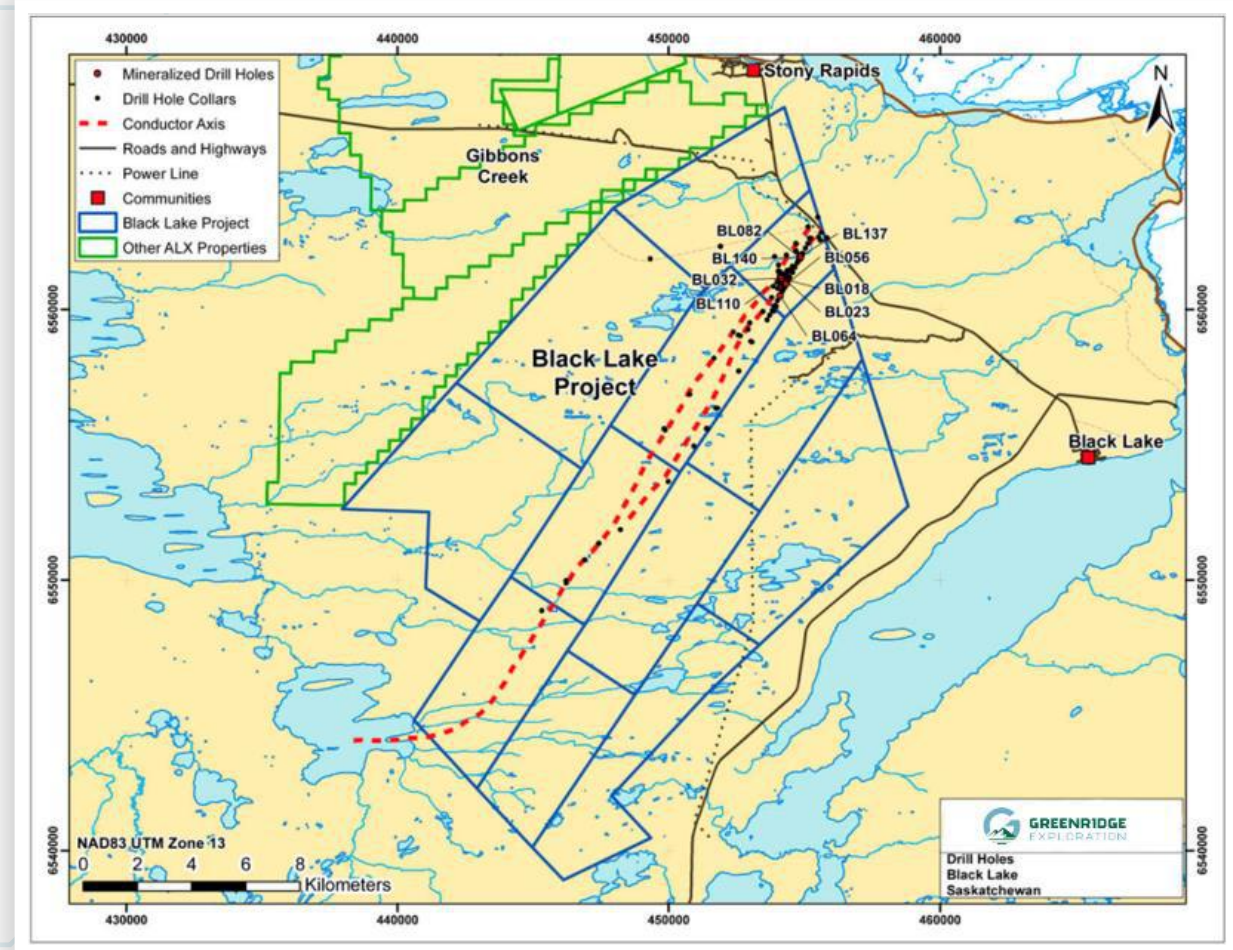 430000
440000
450000
460000
Mineralized Drill Holes
Drill Hole Collars
Conductor Axis
Roads and Highways
Power Line
Communities
Black Lake Project
Other ALX Properties
Stony Rapids
N
Gibbons
Creek
BL082
BL137
BL140
BL056
BL032
BL018
BL110
BL023
BL064
6560000
6560000
Black Lake
Project
Black Lake
6550000
6550000
NAD83 UTM Zone 13
0 2 4 6 8
Kilometers
6540000
6540000
GREENRIDGE
EXPLORATION
Drill Holes
Black Lake
Saskatchewan
430000
440000
450000
460000